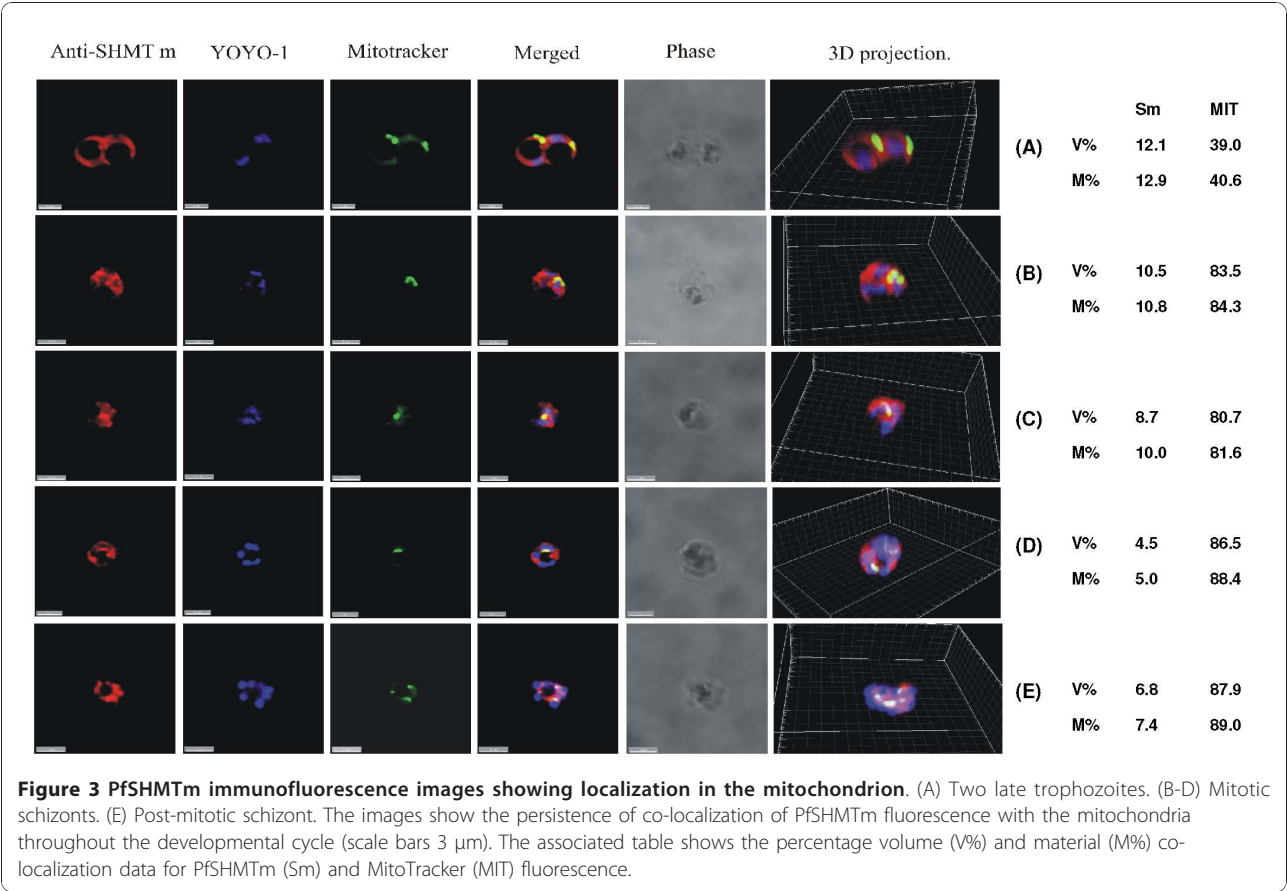 Anti-SHMT m YOYO-1 Mitotracker Merged Phase 3D projection.
Sm MIT
(A) V% 12.1 39.0
M% 12.9 40.6
(B) V% 10.5 83.5
M% 10.8 84.3
(C) V% 8.7 80.7
M% 10.0 81.6
(D) V% 4.5 86.5
M% 5.0 88.4
(E) V% 6.8 87.9
M% 7.4 89.0
Figure 3 PfSHMTm immunofluorescence images showing localization in the mitochondrion. (A) Two late trophozoites. (B-D) Mitotic
schizonts. (E) Post-mitotic schizont. The images show the persistence of co-localization of PfSHMTm fluorescence with the mitochondria
throughout the developmental cycle (scale bars 3 μm). The associated table shows the percentage volume (V%) and material (M%) co-
localization data for PfSHMTm (Sm) and MitoTracker (MIT) fluorescence.